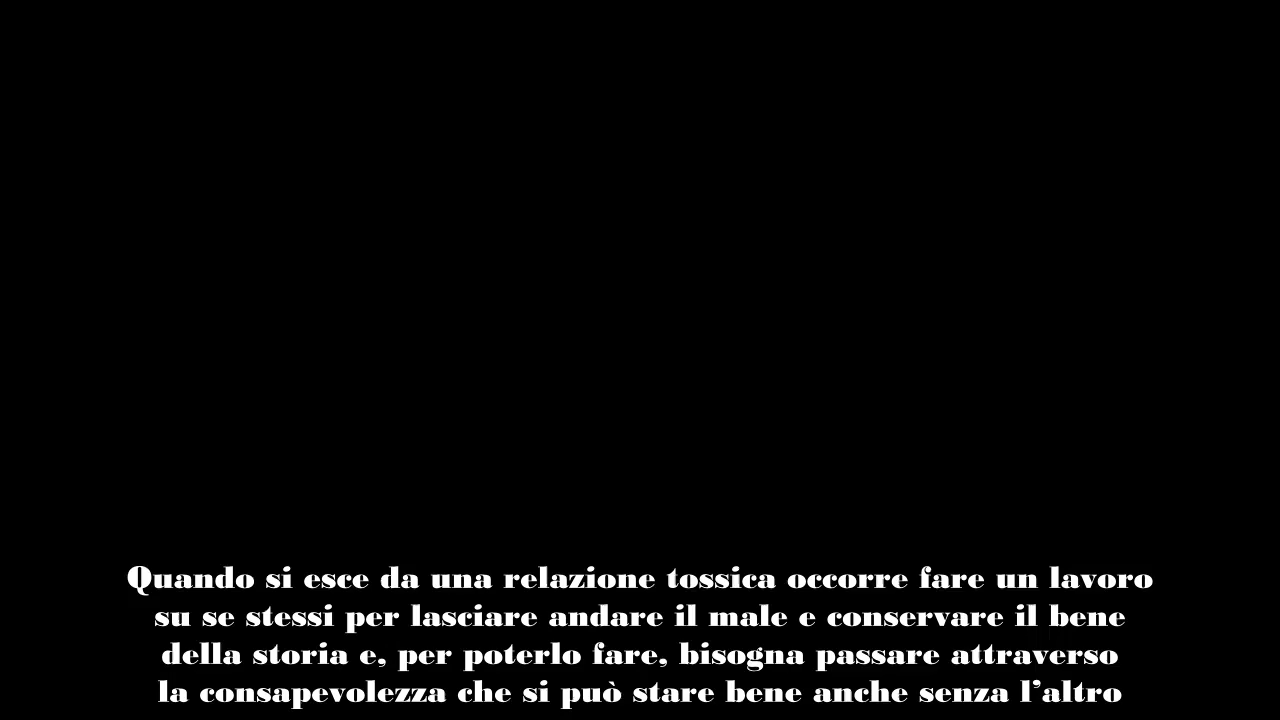 Quando si esce da una relazione tossica occorre fare un lavoro
su se stessi per lasciare andare il male e conservare il bene
della storia e, per poterlo fare, bisogna passare attraverso
la consapevolezza che si può stare bene anche senza l’altro